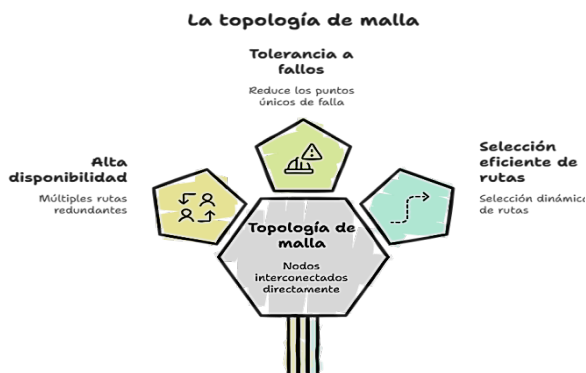 La topología de malla
Tolerancia a
fallos
Reduce los puntos
únicos de falla
Alta
disponibilidad
Múltiples rutas
redundantes
Selección
eficiente de
rutas
Selección dinámica
de rutas
Topología de
malla
Nodos
interconectados
directamente